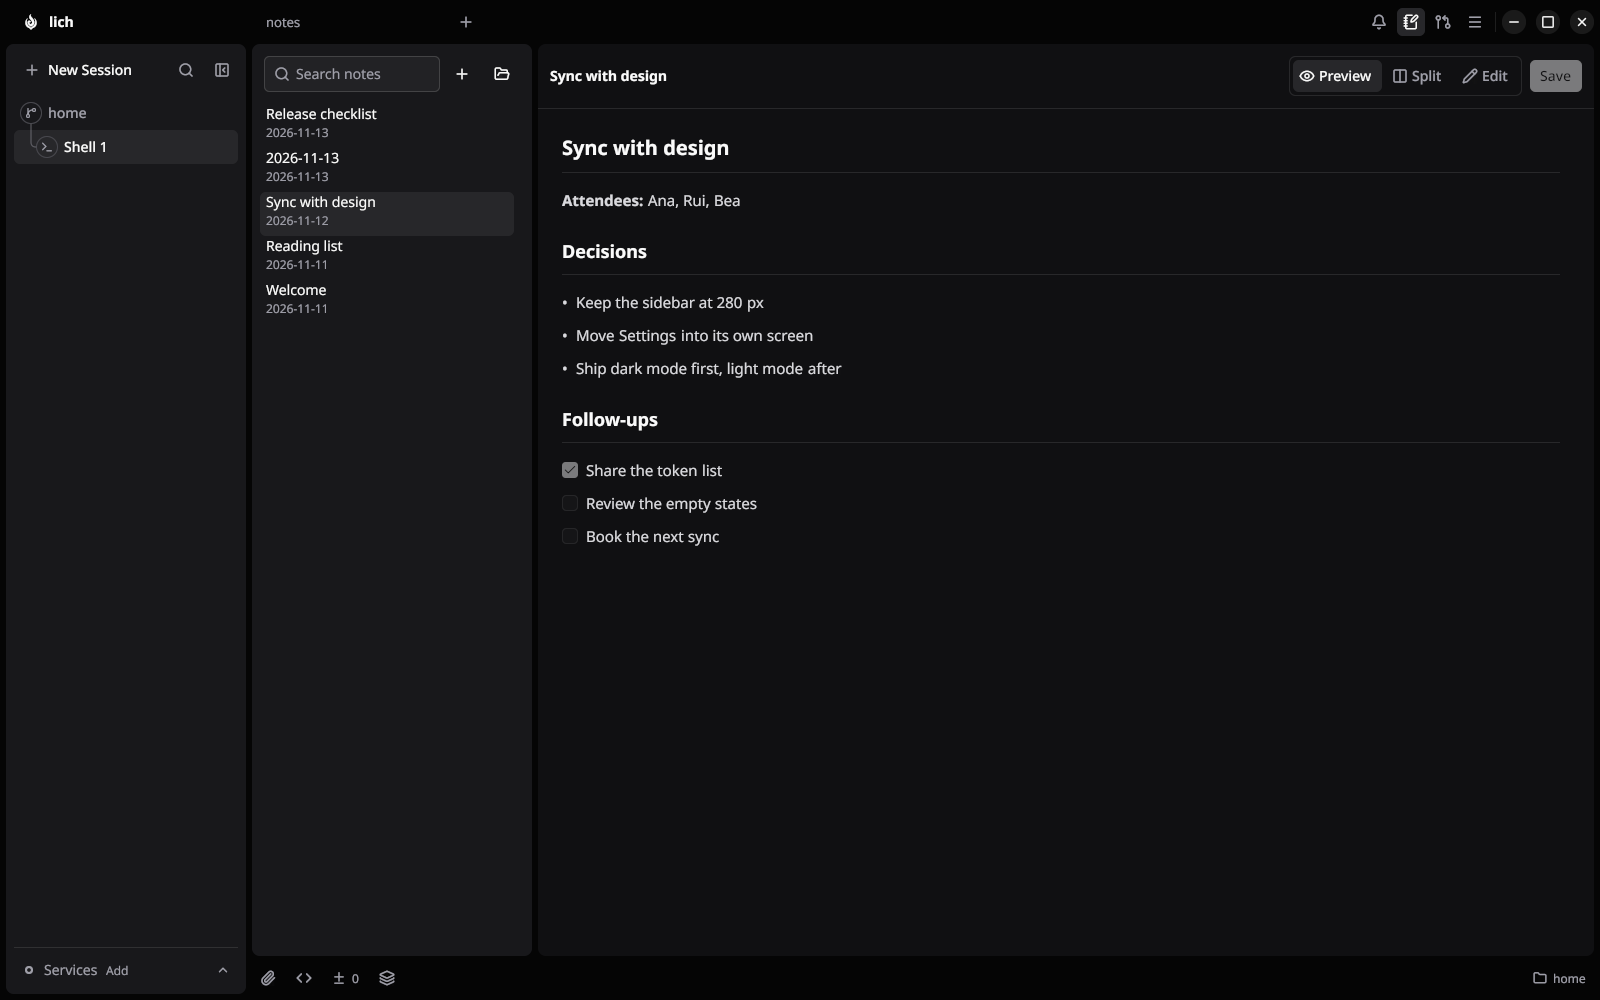 lich
notes
New Session
home
Shell 1
Services Add
Search notes
Release checklist
2026-11-13
2026-11-13
2026-11-13
Sync with design
2026-11-12
Reading list
2026-11-11
Welcome
2026-11-11
Sync with design
Preview Split Edit Save
Sync with design
Attendees: Ana, Rui, Bea
Decisions
• Keep the sidebar at 280 px
• Move Settings into its own screen
• Ship dark mode first, light mode after
Follow-ups
Share the token list
Review the empty states
Book the next sync
± 0
home